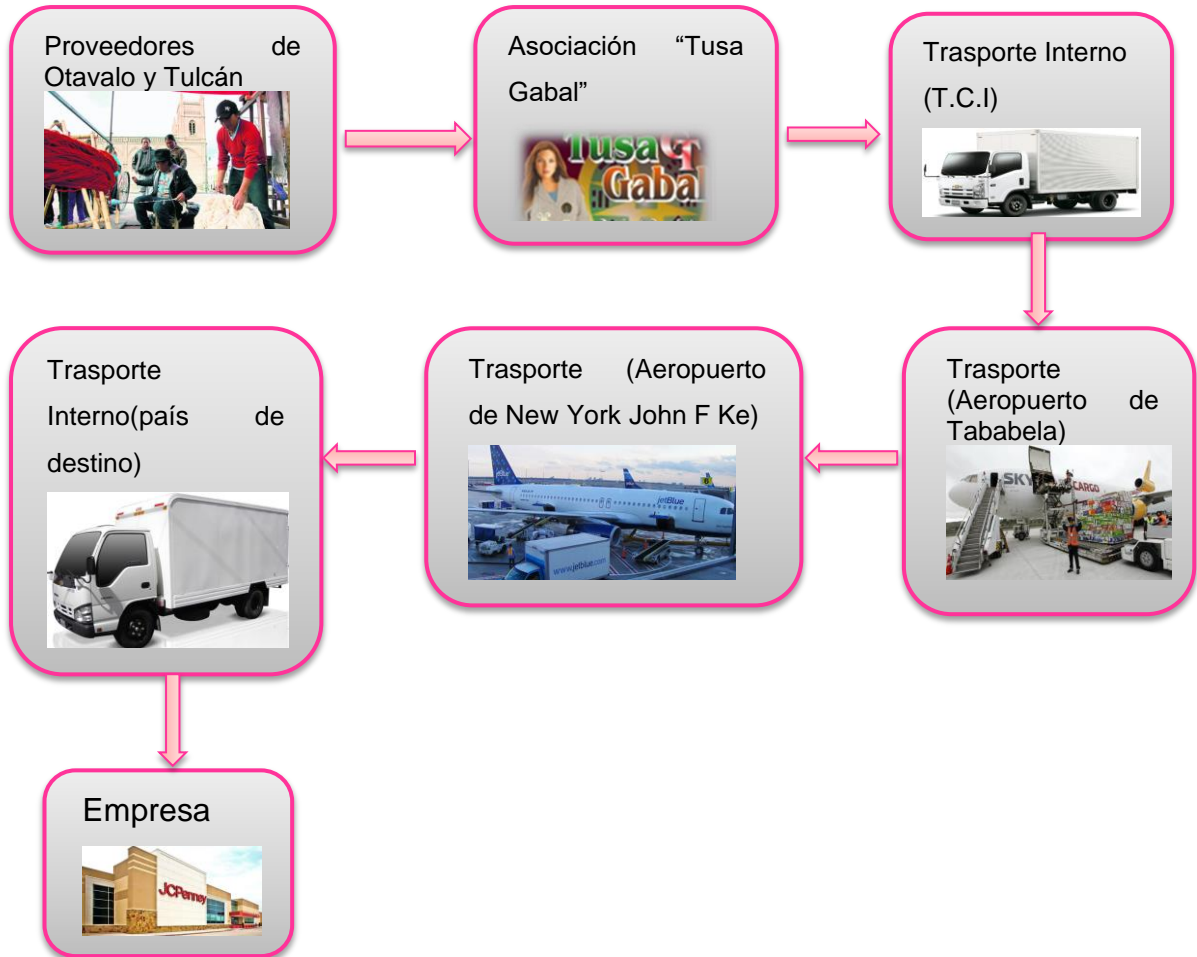 Proveedores de
Otavalo y Tulcán
Asociación “Tusa
Gabal”
Tusa G
Gabal
Trasporte Interno
(T.C.I)
Trasporte
Interno(país de
destino)
Trasporte (Aeropuerto
de New York John F Ke)
jetBlue
www.jetblue.com
Trasporte
(Aeropuerto de
Tababela)
SKY CARGO
Empresa
JCPenney